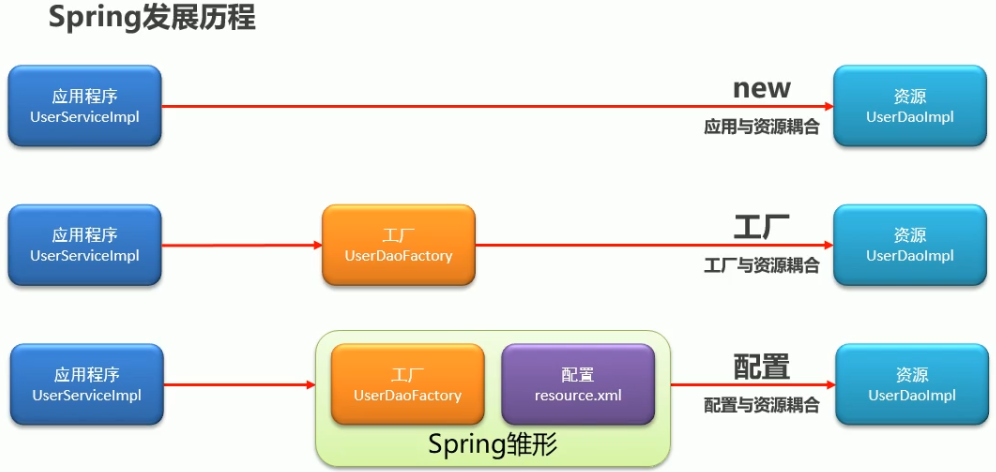 Spring发展历程
应用程序
UserServiceImpl
new
应用与资源耦合
资源
UserDaoImpl
应用程序
UserServiceImpl
工厂
UserDaoFactory
工厂
工厂与资源耦合
资源
UserDaoImpl
应用程序
UserServiceImpl
工厂
UserDaoFactory
配置
resource.xml
Spring雏形
配置
配置与资源耦合
资源
UserDaoImpl